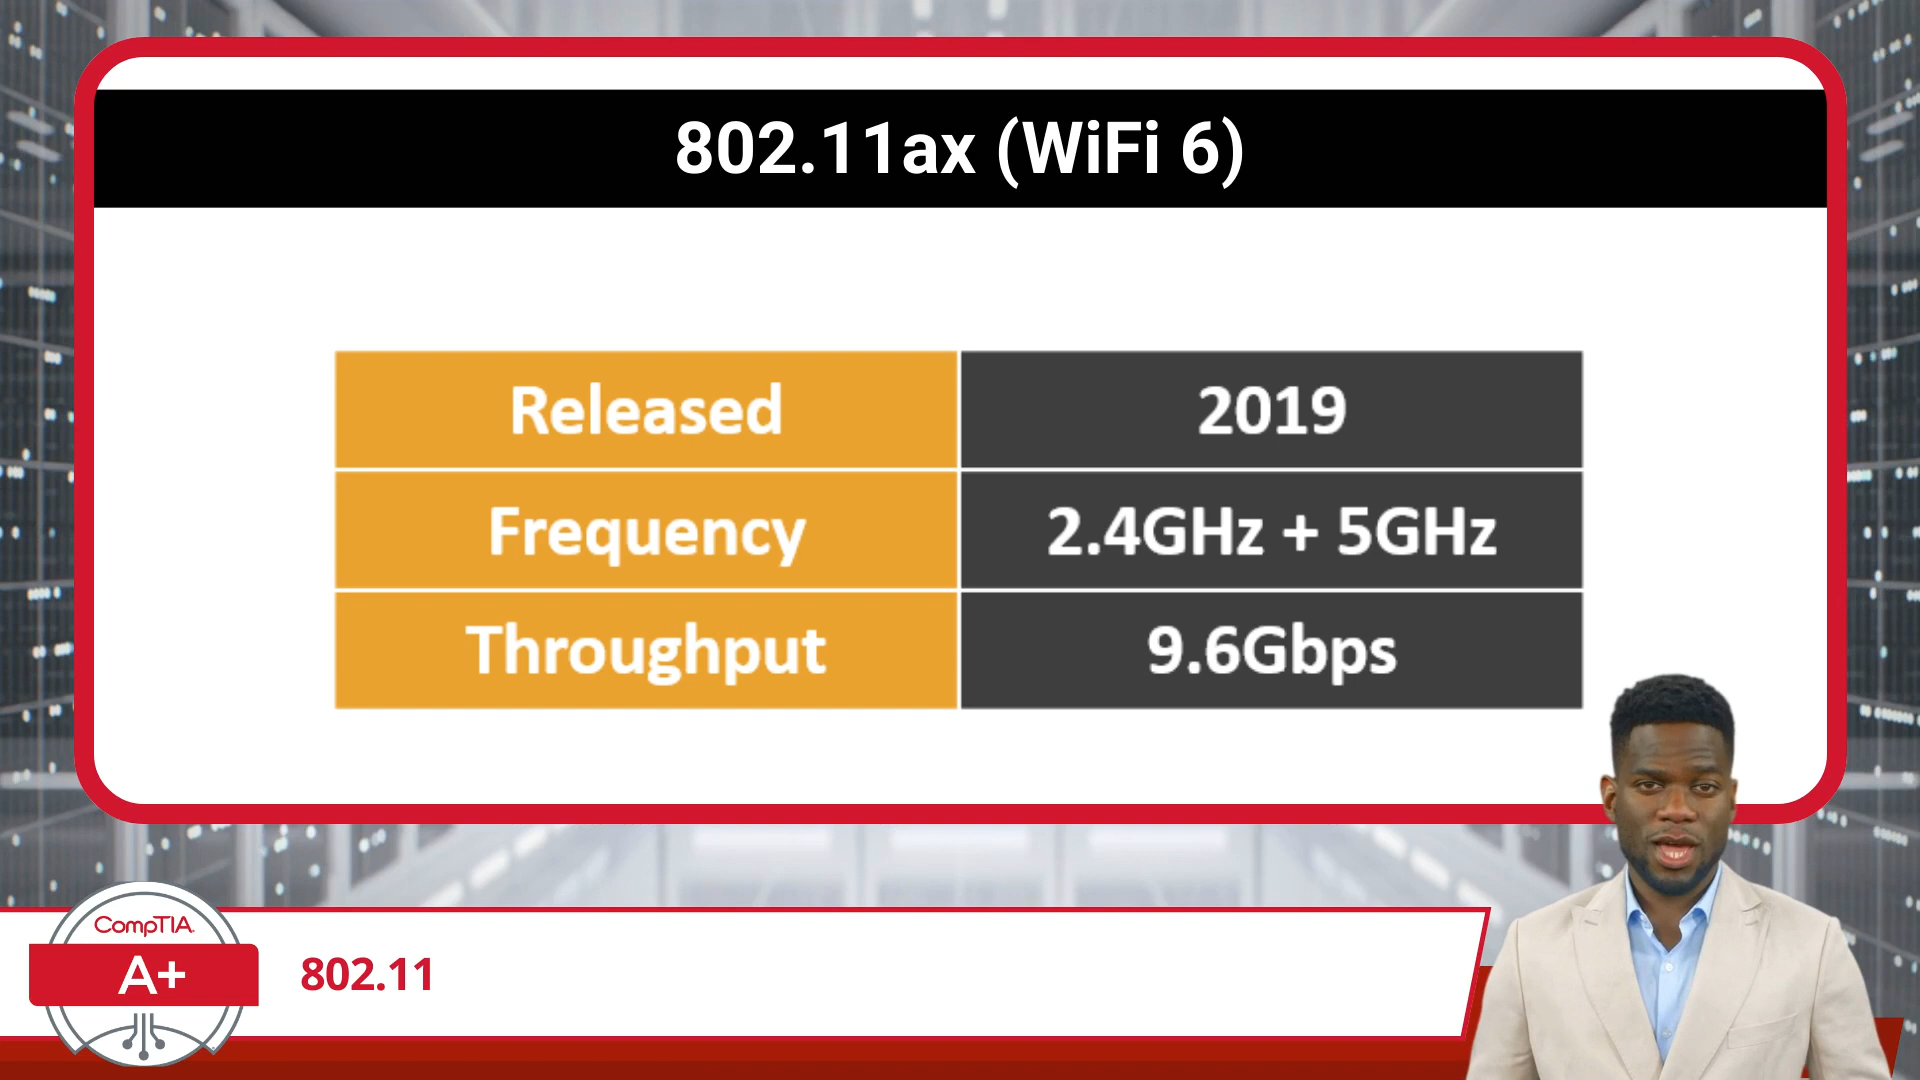 802.11ax (WiFi 6)
Released 2019
Frequency 2.4GHz + 5GHz
Throughput 9.6Gbps
CompTIA.
A+
802.11